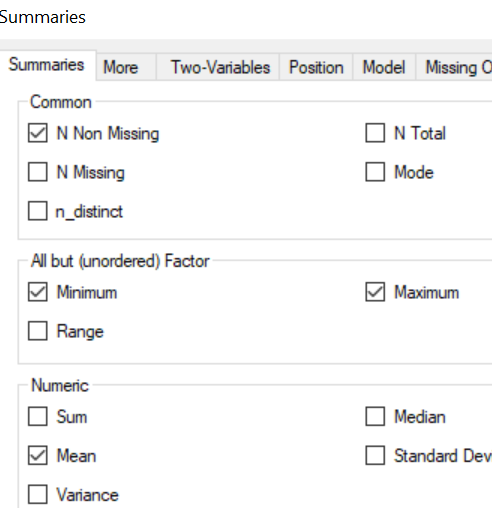 Summaries
Summaries More Two-Variables Position Model Missing O
Common
N Non Missing N Total
N Missing Mode
n_distinct
All but (unordered) Factor
Minimum Maximum
Range
Numeric
Sum Median
Mean Standard Dev
Variance